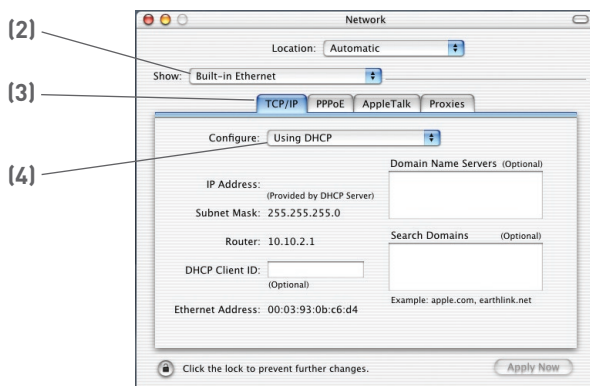 Network
(2)
Location: Automatic
Show: Built-in Ethernet
(3)
TCP/IP PPPoE AppleTalk Proxies
(4)
Configure: Using DHCP
Domain Name Servers (Optional)
IP Address:
(Provided by DHCP Server)
Subnet Mask: 255.255.255.0
Router: 10.10.2.1
Search Domains (Optional)
DHCP Client ID:
(Optional)
Example: apple.com, earthlink.net
Ethernet Address: 00:03:93:0b:c6:d4
Click the lock to prevent further changes.
Apply Now